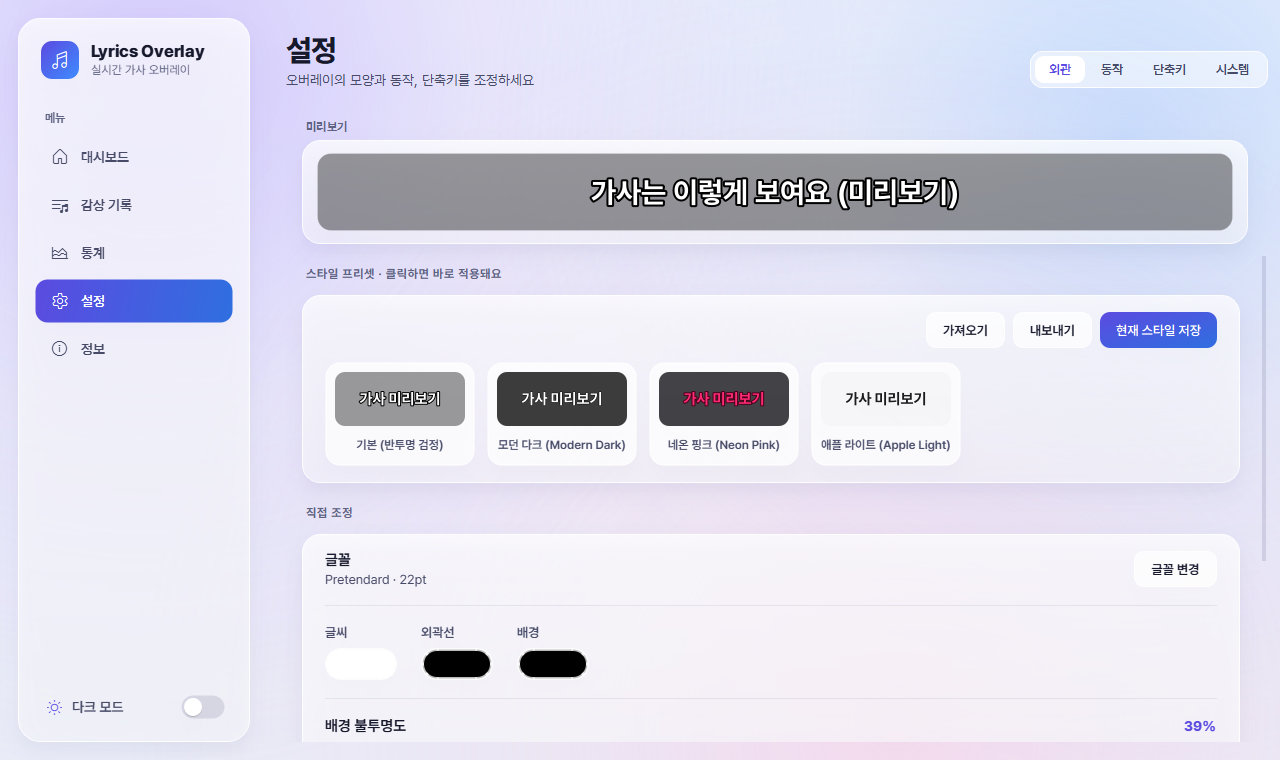 Lyrics Overlay
실시간 가사 오버레이
메뉴
대시보드
감상 기록
통계
설정
정보
다크 모드
설정
오버레이의 모양과 동작, 단축키를 조정하세요
외관
동작
단축키
시스템
미리보기
가사는 이렇게 보여요 (미리보기)
스타일 프리셋 · 클릭하면 바로 적용돼요
가져오기
내보내기
현재 스타일 저장
가사 미리보기
기본 (반투명 검정)
가사 미리보기
모던 다크 (Modern Dark)
가사 미리보기
네온 핑크 (Neon Pink)
가사 미리보기
애플 라이트 (Apple Light)
직접 조정
글꼴
Pretendard · 22pt
글꼴 변경
글씨
외곽선
배경
배경 불투명도
39%